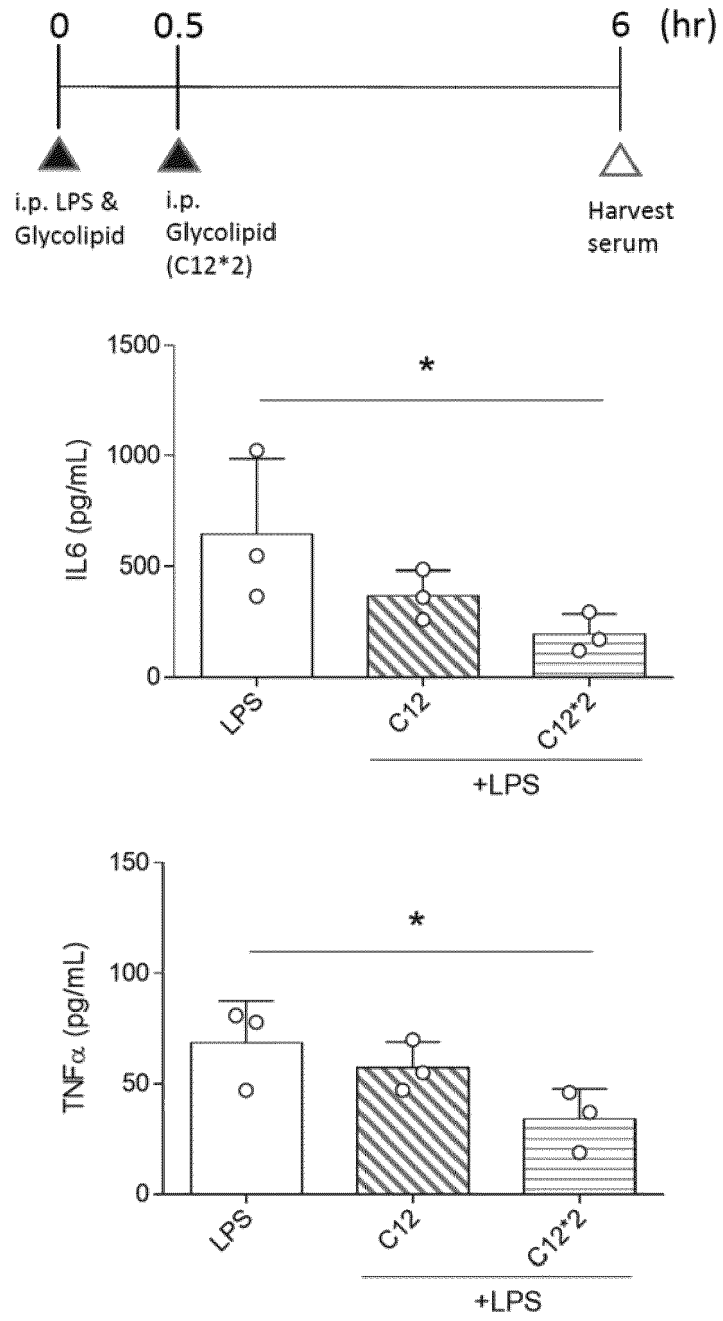 0 0.5 6 (hr)
i.p. LPS &
Glycolipid
i.p.
Glycolipid
(C12*2)
Harvest
serum
1500
1000
500
0
IL6 (pg/mL)
*
LPS C12 C12*2
+LPS
150
100
50
0
TNFα (pg/mL)
*
LPS C12 C12*2
+LPS